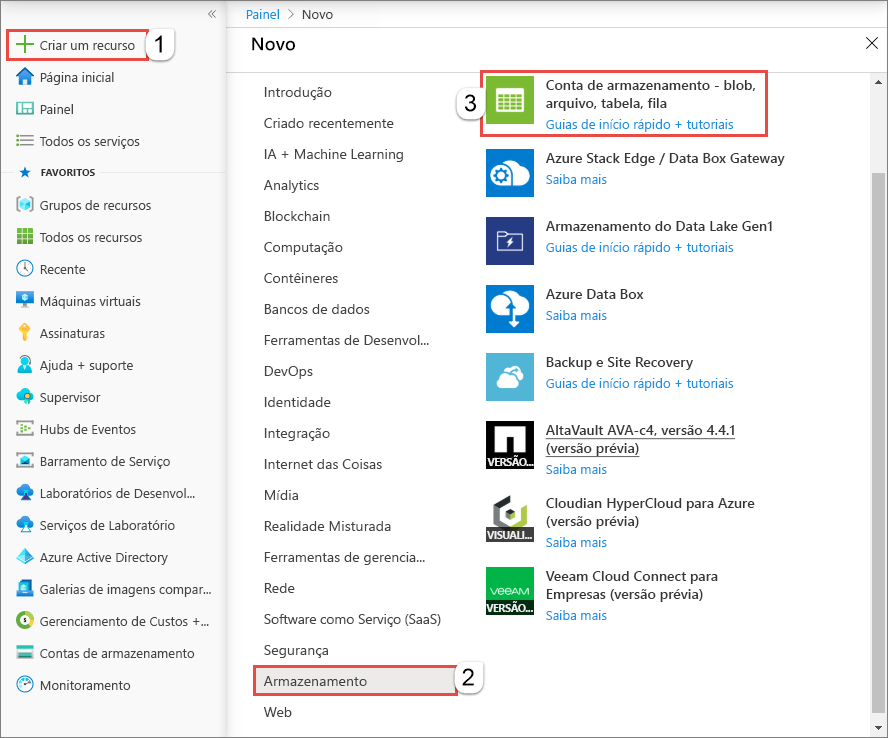 «
Criar um recurso
1
Página inicial
Painel
Todos os serviços
FAVORITOS
Grupos de recursos
Todos os recursos
Recente
Máquinas virtuais
Assinaturas
Ajuda + suporte
Supervisor
Hubs de Eventos
Barramento de Serviço
Laboratórios de Desenvol...
Serviços de Laboratório
Azure Active Directory
Galerias de imagens compar...
Gerenciamento de Custos +...
Contas de armazenamento
Monitoramento
Painel > Novo
Novo
Introdução
Criado recentemente
IA + Machine Learning
Analytics
Blockchain
Computação
Contêineres
Bancos de dados
Ferramentas de Desenvol...
DevOps
Identidade
Integração
Internet das Coisas
Mídia
Realidade Misturada
Ferramentas de gerencia...
Rede
Software como Serviço (SaaS)
Segurança
Armazenamento
2
Web
3
Conta de armazenamento - blob,
arquivo, tabela, fila
Guias de início rápido + tutoriais
Azure Stack Edge / Data Box Gateway
Saiba mais
Armazenamento do Data Lake Gen1
Guias de início rápido + tutoriais
Azure Data Box
Saiba mais
Backup e Site Recovery
Guias de início rápido + tutoriais
VERSÃO...
AltaVault AVA-c4, versão 4.4.1
(versão prévia)
Saiba mais
VISUALI...
Cloudian HyperCloud para Azure
(versão prévia)
Saiba mais
veeAM
VERSÃO...
Veeam Cloud Connect para
Empresas (versão prévia)
Saiba mais